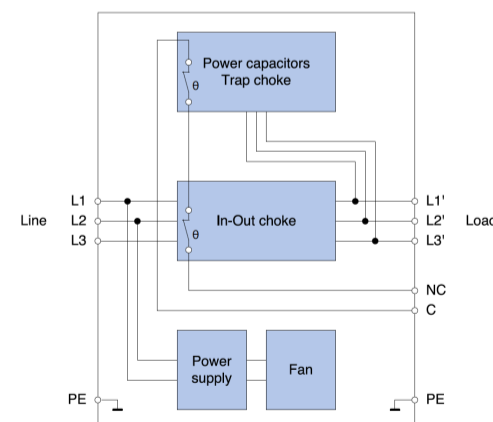 Power capacitors
Trap choke
θ
L1
L1'
Line
L2
In-Out choke
L2'
Load
L3
θ
L3'
NC
C
Power
supply
Fan
PE
PE